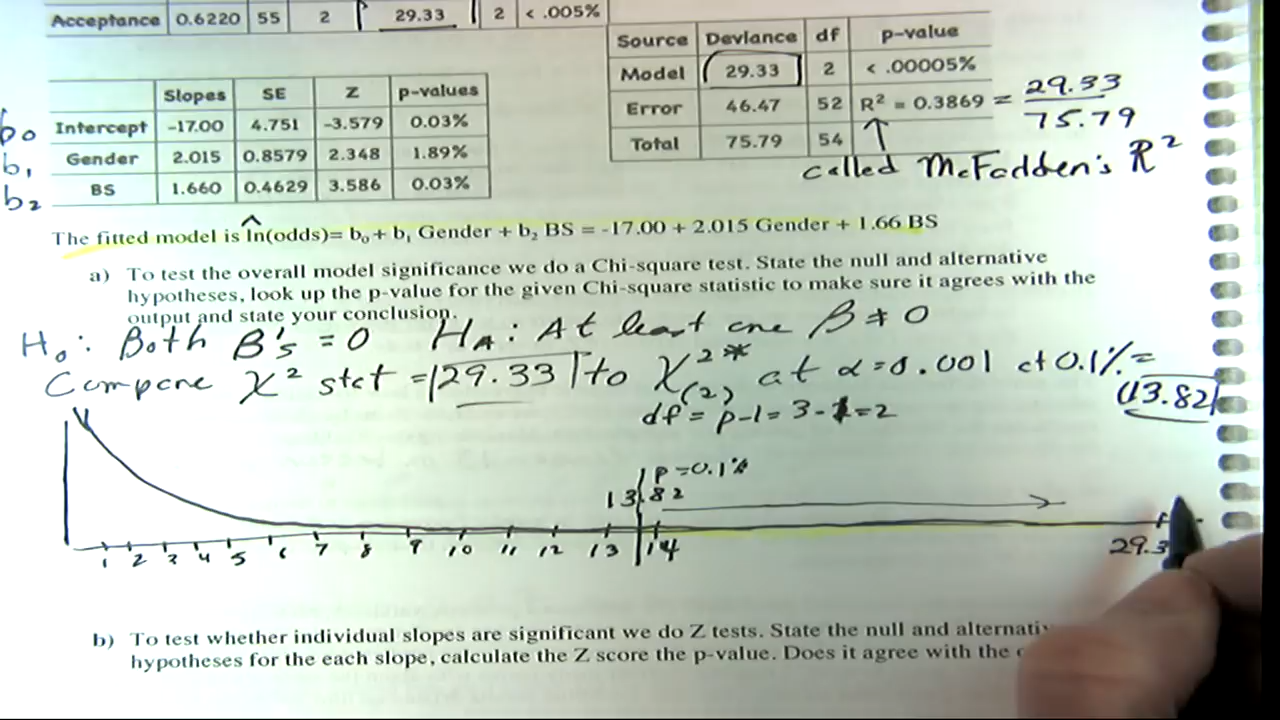 Acceptance 0.6220 55 2 29.33 2 < .005%
Source Deviance df p-value
Model 29.33 2 < .00005%
Error 46.47 52 R² = 0.3869 = 29.33 / 75.79
Total 75.79 54
called McFadden's R²
Slopes SE Z p-values
b₀ Intercept -17.00 4.751 -3.579 0.03%
b₁ Gender 2.015 0.8579 2.348 1.89%
b₂ BS 1.660 0.4629 3.586 0.03%
The fitted model is ln(odds)= b₀ + b₁ Gender + b₂ BS = -17.00 + 2.015 Gender + 1.66 BS
a) To test the overall model significance we do a Chi-square test. State the null and alternative
hypotheses, look up the p-value for the given Chi-square statistic to make sure it agrees with the
output and state your conclusion.
H₀: Both B's = 0 H_A: At least one β ≠ 0
Compare χ² stat = 29.33 to χ²*₍₂₎ at α=0.001 at 0.1% =
(13.82)
df = p-1 = 3-1=2
p=0.1%
13.82
1 2 3 4 5 6 7 8 9 10 11 12 13 14
29.3
b) To test whether individual slopes are significant we do Z tests. State the null and
hypotheses for the each slope, calculate the Z score the p-value. Does it agree with the